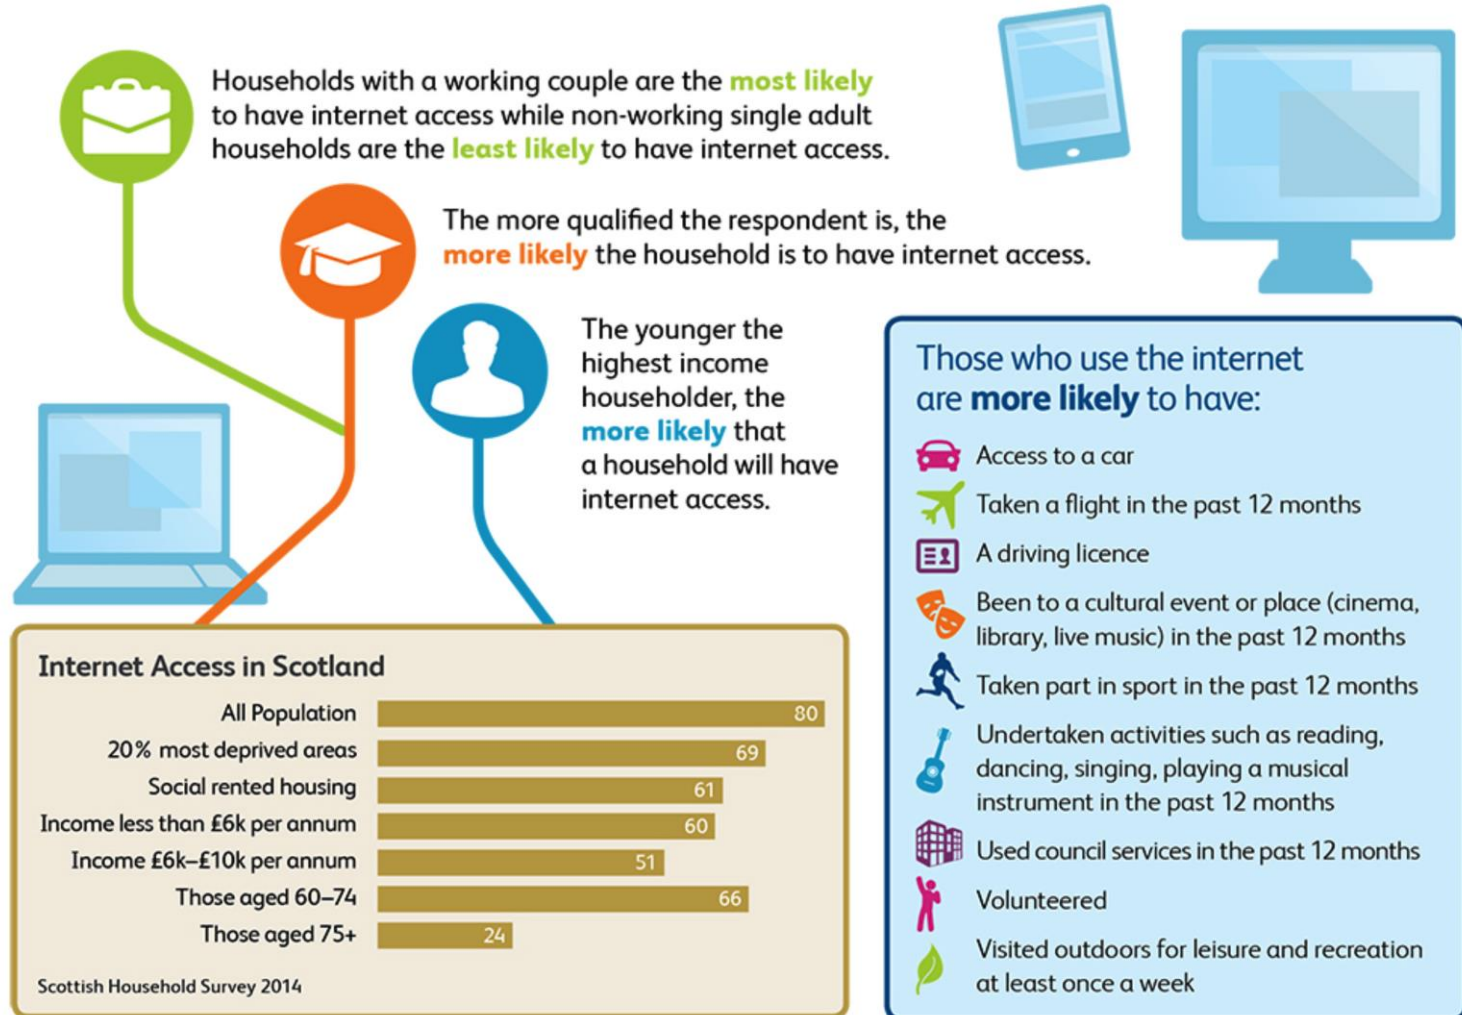 Households with a working couple are the most likely
to have internet access while non-working single adult
households are the least likely to have internet access.
The more qualified the respondent is, the
more likely the household is to have internet access.
The younger the
highest income
householder, the
more likely that
a household will have
internet access.
Internet Access in Scotland
All Population 80
20% most deprived areas 69
Social rented housing 61
Income less than £6k per annum 60
Income £6k–£10k per annum 51
Those aged 60–74 66
Those aged 75+ 24
Scottish Household Survey 2014
Those who use the internet
are more likely to have:
Access to a car
Taken a flight in the past 12 months
A driving licence
Been to a cultural event or place (cinema,
library, live music) in the past 12 months
Taken part in sport in the past 12 months
Undertaken activities such as reading,
dancing, singing, playing a musical
instrument in the past 12 months
Used council services in the past 12 months
Volunteered
Visited outdoors for leisure and recreation
at least once a week